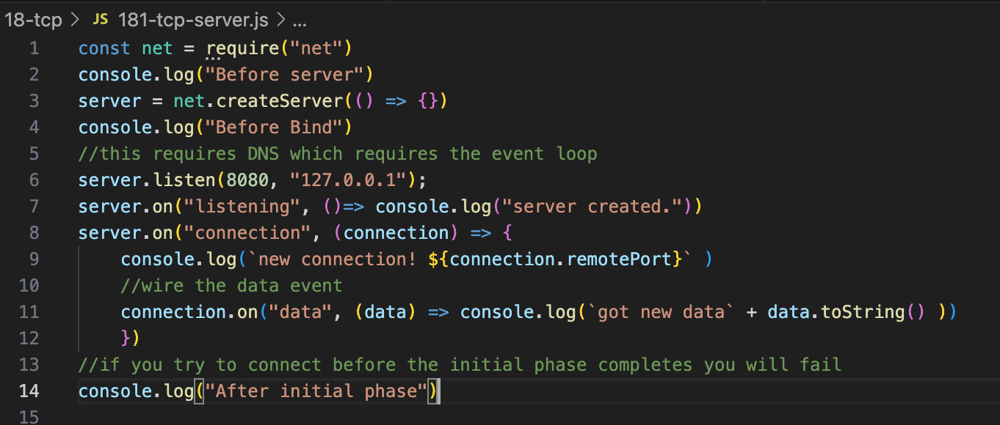 18-tcp > JS 181-tcp-server.js > ...
1 const net = require("net")
2 console.log("Before server")
3 server = net.createServer(() => {})
4 console.log("Before Bind")
5 //this requires DNS which requires the event loop
6 server.listen(8080, "127.0.0.1");
7 server.on("listening", ()=> console.log("server created."))
8 server.on("connection", (connection) => {
9     console.log(`new connection! ${connection.remotePort}` )
10     //wire the data event
11     connection.on("data", (data) => console.log(`got new data` + data.toString() ))
12     })
13 //if you try to connect before the initial phase completes you will fail
14 console.log("After initial phase")
15